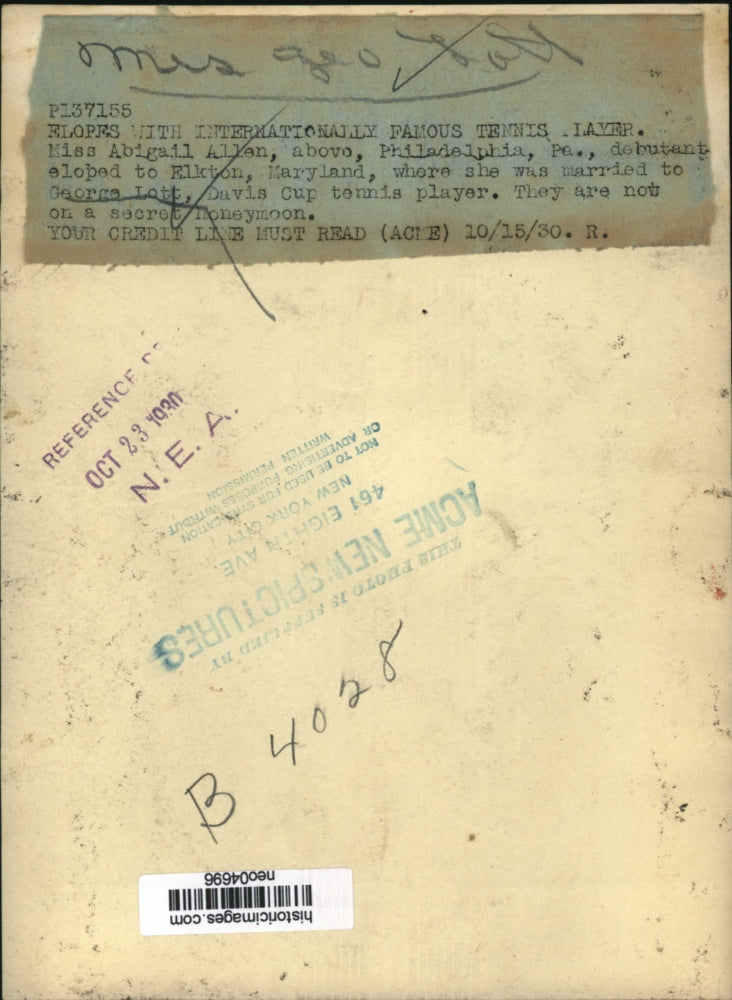 Mrs Geo Lott
P137155
ELOPES WITH INTERNATIONALLY FAMOUS TENNIS PLAYER.
Miss Abigail Allen, above, Philadelphia, Pa., debutant
eloped to Elkton, Maryland, where she was married to
George Lott, Davis Cup tennis player. They are not
on a secret honeymoon.
YOUR CREDIT LINE MUST READ (ACME) 10/15/30. R.
REFERENCE
OCT 23 1930
N. E. A.
THIS PHOTO IS SUPPLIED BY
ACME NEWSPICTURES
461 EIGHTH AVE.
NEW YORK CITY
NOT TO BE USED FOR SYNDICATION
OR ADVERTISING PURPOSES WITHOUT
WRITTEN PERMISSION
B 4028
historicimages.com
neo04696